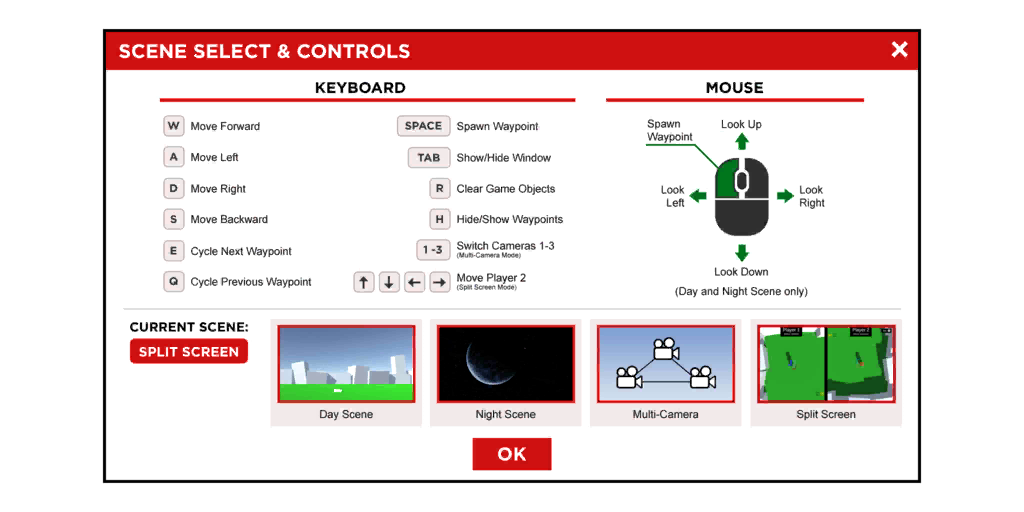 SCENE SELECT & CONTROLS
KEYBOARD
W Move Forward
A Move Left
D Move Right
S Move Backward
E Cycle Next Waypoint
Q Cycle Previous Waypoint
SPACE Spawn Waypoint
TAB Show/Hide Window
R Clear Game Objects
H Hide/Show Waypoints
1-3 Switch Cameras 1-3
(Multi-Camera Mode)
↑ ↓ ← → Move Player 2
(Split Screen Mode)
MOUSE
Spawn
Waypoint
Look Up
Look
Left
Look
Right
Look Down
(Day and Night Scene only)
CURRENT SCENE:
SPLIT SCREEN
Day Scene
Night Scene
Multi-Camera
Player 1
Player 2
Split Screen
OK